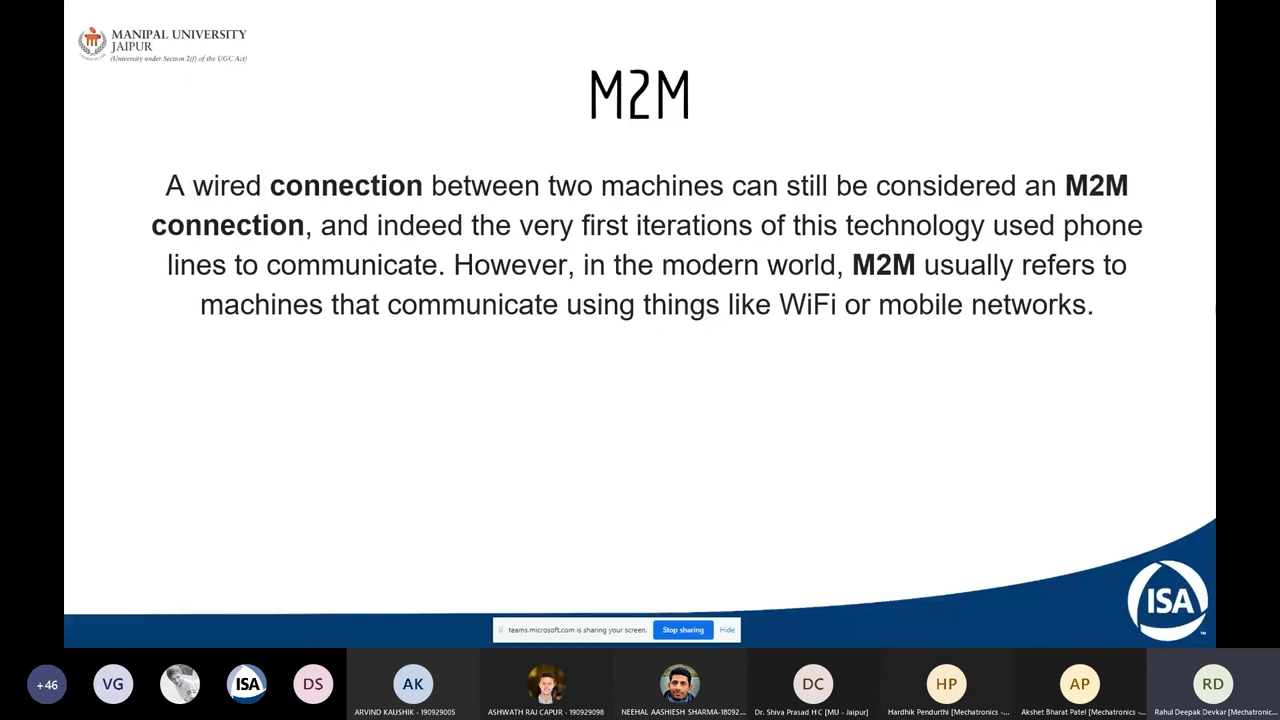 MANIPAL UNIVERSITY
JAIPUR
(University under Section 2(f) of the UGC Act)
M2M
A wired connection between two machines can still be considered an M2M
connection, and indeed the very first iterations of this technology used phone
lines to communicate. However, in the modern world, M2M usually refers to
machines that communicate using things like WiFi or mobile networks.
ISA
teams.microsoft.com is sharing your screen. Stop sharing Hide
+46 VG ISA DS AK DC HP AP RD
ARVIND KAUSHIK - 190929005 ASHWATH RAJ CAPUR - 190929098 NEEHAL AASHIESH SHARMA-18092... Dr. Shiva Prasad H C [MU - Jaipur] Hardhik Pendurthi [Mechatronics -... Akshet Bharat Patel [Mechatronics -... Rahul Deepak Devkar [Mechatronic...